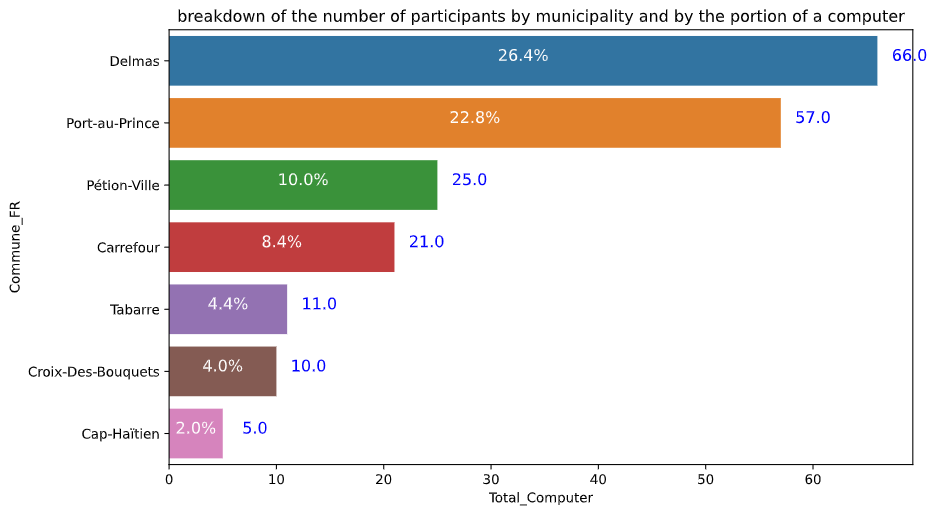 breakdown of the number of participants by municipality and by the portion of a computer
Commune_FR
Delmas 26.4% 66.0
Port-au-Prince 22.8% 57.0
Pétion-Ville 10.0% 25.0
Carrefour 8.4% 21.0
Tabarre 4.4% 11.0
Croix-Des-Bouquets 4.0% 10.0
Cap-Haïtien 2.0% 5.0
0 10 20 30 40 50 60
Total_Computer